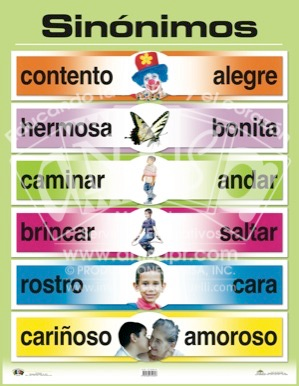 Sinónimos
contento alegre
hermosa bonita
caminar andar
brincar saltar
rostro cara
cariñoso amoroso